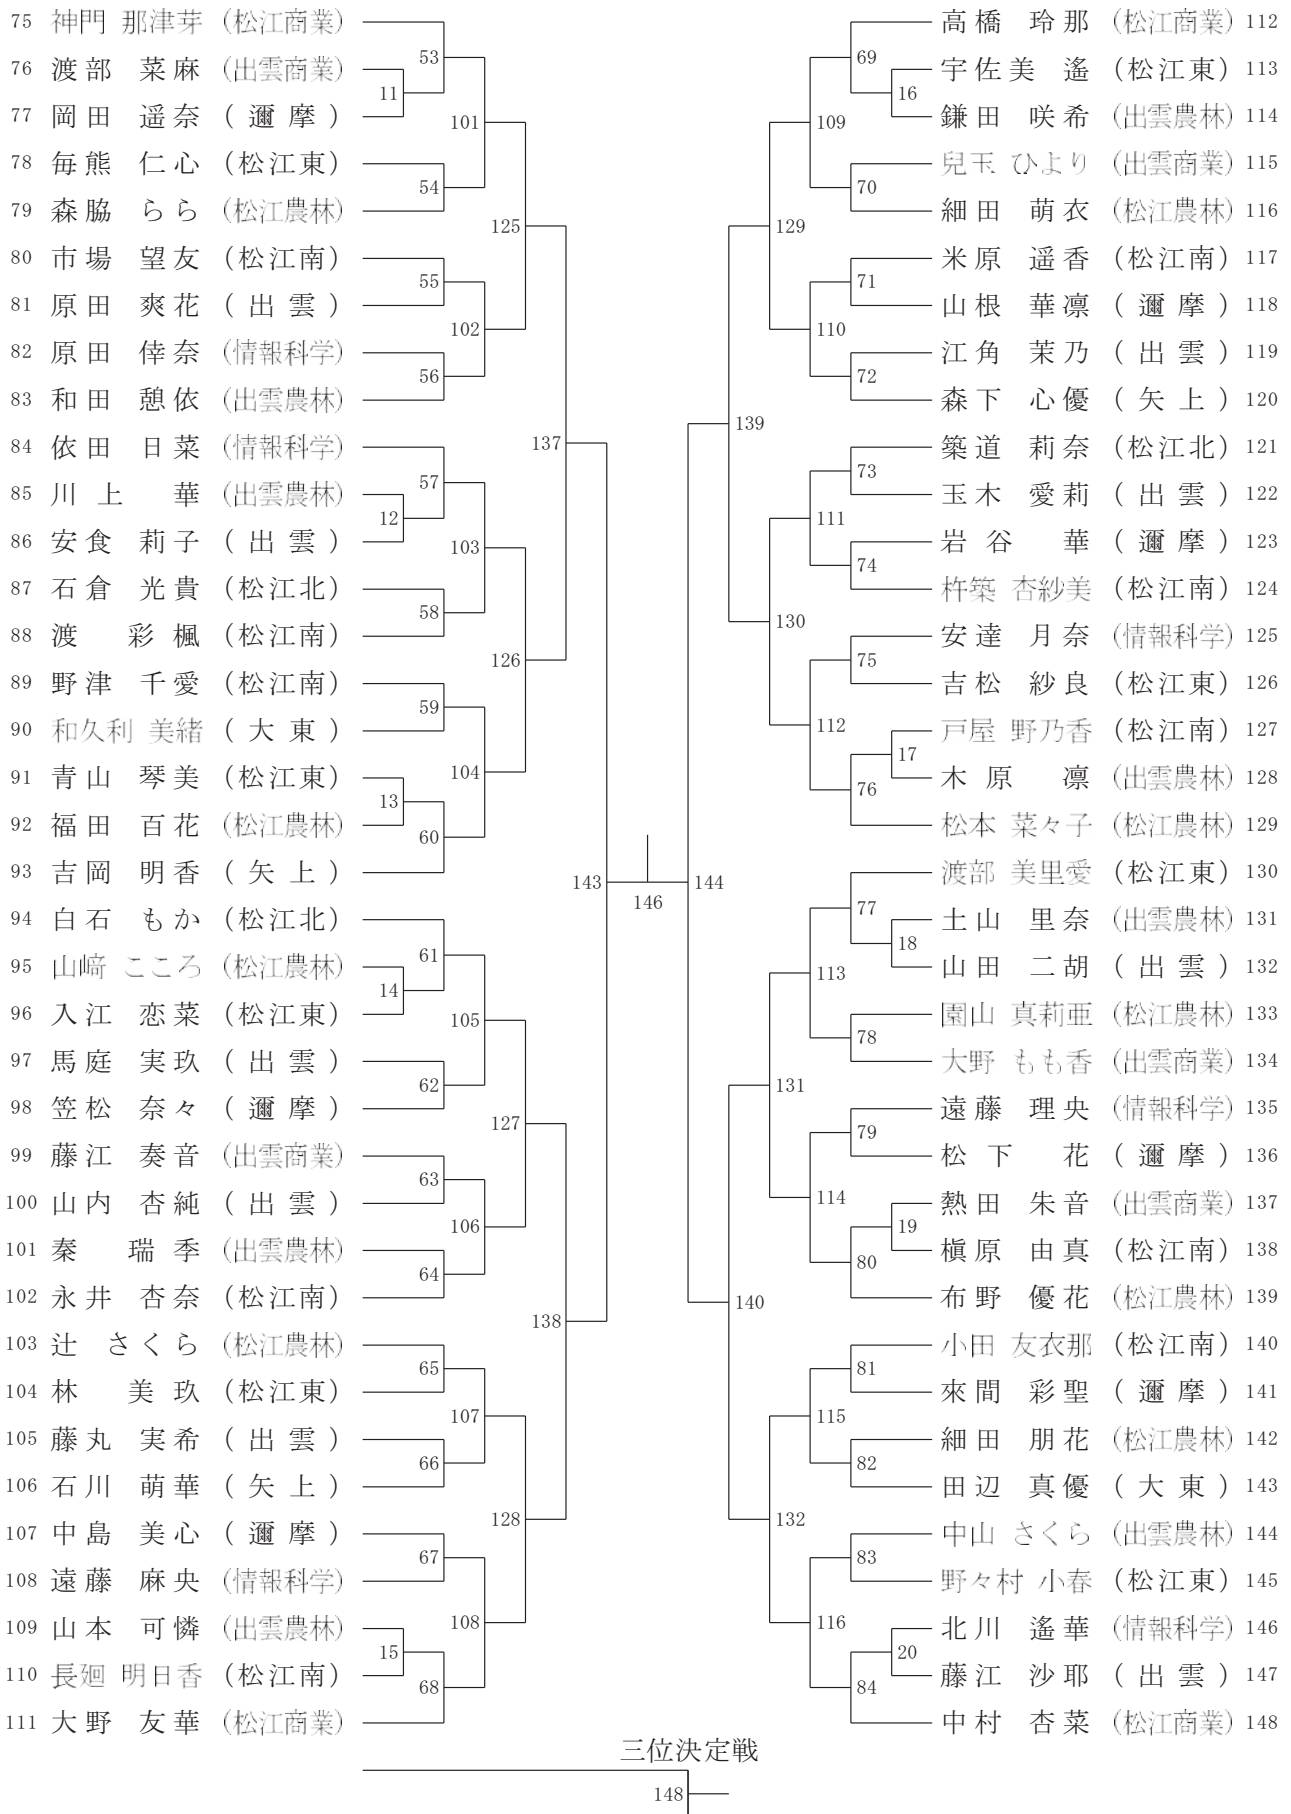 75 神門 那津芽 (松江商業)
76 渡部 菜麻 (出雲商業)
77 岡田 遥奈 (邇摩)
78 毎熊 仁心 (松江東)
79 森脇 らら (松江農林)
80 市場 望友 (松江南)
81 原田 爽花 (出雲)
82 原田 倖奈 (情報科学)
83 和田 憩依 (出雲農林)
84 依田 日菜 (情報科学)
85 川上 華 (出雲農林)
86 安食 莉子 (出雲)
87 石倉 光貴 (松江北)
88 渡 彩楓 (松江南)
89 野津 千愛 (松江南)
90 和久利 美緒 (大東)
91 青山 琴美 (松江東)
92 福田 百花 (松江農林)
93 吉岡 明香 (矢上)
94 白石 もか (松江北)
95 山﨑 こころ (松江農林)
96 入江 恋菜 (松江東)
97 馬庭 実玖 (出雲)
98 笠松 奈々 (邇摩)
99 藤江 奏音 (出雲商業)
100 山内 杏純 (出雲)
101 秦 瑞季 (出雲農林)
102 永井 杏奈 (松江南)
103 辻 さくら (松江農林)
104 林 美玖 (松江東)
105 藤丸 実希 (出雲)
106 石川 萌華 (矢上)
107 中島 美心 (邇摩)
108 遠藤 麻央 (情報科学)
109 山本 可憐 (出雲農林)
110 長廻 明日香 (松江南)
111 大野 友華 (松江商業)
11
12
13
14
15
53
54
55
56
57
58
59
60
61
62
63
64
65
66
67
68
101
102
103
104
105
106
107
108
125
126
127
128
137
138
143
146
144
139
140
129
130
131
132
109
110
111
112
113
114
115
116
69
70
71
72
73
74
75
76
77
78
79
80
81
82
83
84
16
17
18
19
20
高橋 玲那 (松江商業) 112
宇佐美 遙 (松江東) 113
鎌田 咲希 (出雲農林) 114
兒玉 ひより (出雲商業) 115
細田 萌衣 (松江農林) 116
米原 遥香 (松江南) 117
山根 華凛 (邇摩) 118
江角 茉乃 (出雲) 119
森下 心優 (矢上) 120
築道 莉奈 (松江北) 121
玉木 愛莉 (出雲) 122
岩谷 華 (邇摩) 123
杵築 杏紗美 (松江南) 124
安達 月奈 (情報科学) 125
吉松 紗良 (松江東) 126
戸屋 野乃香 (松江南) 127
木原 凛 (出雲農林) 128
松本 菜々子 (松江農林) 129
渡部 美里愛 (松江東) 130
土山 里奈 (出雲農林) 131
山田 二胡 (出雲) 132
園山 真莉亜 (松江農林) 133
大野 もも香 (出雲商業) 134
遠藤 理央 (情報科学) 135
松下 花 (邇摩) 136
熱田 朱音 (出雲商業) 137
槇原 由真 (松江南) 138
布野 優花 (松江農林) 139
小田 友衣那 (松江南) 140
來間 彩聖 (邇摩) 141
細田 朋花 (松江農林) 142
田辺 真優 (大東) 143
中山 さくら (出雲農林) 144
野々村 小春 (松江東) 145
北川 遙華 (情報科学) 146
藤江 沙耶 (出雲) 147
中村 杏菜 (松江商業) 148
三位決定戦
148